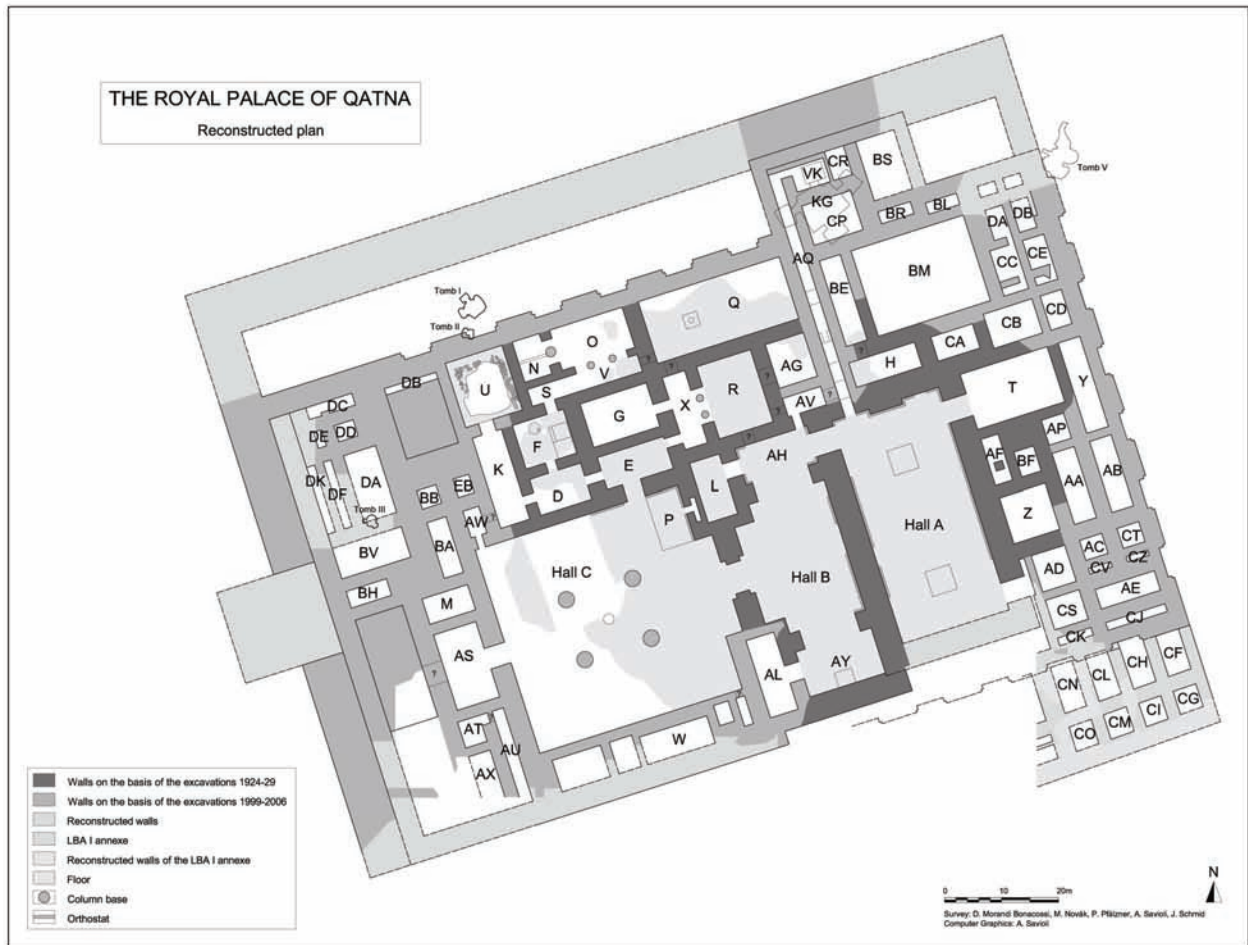 THE ROYAL PALACE OF QATNA
Reconstructed plan
Tomb V
Tomb I
Tomb II
Tomb III
VK
CR
BS
KG
CP
BR
BL
DA
DB
CC
CE
AQ
BE
BM
CD
CB
CA
H
Q
O
N
V
S
U
DB
DC
DE
DD
DK
DF
DA
BV
BH
BB
EB
BA
AW
M
AS
AT
AU
AX
K
F
G
X
R
AG
AV
E
D
L
P
AH
T
Y
AP
AF
BF
AA
AB
Z
Hall A
Hall B
Hall C
AD
AC
CT
CV
CZ
AE
CS
CJ
CK
CN
CL
CH
CF
CO
CM
CI
CG
AL
AY
W
?
?
?
?
?
?
?
?
?
Walls on the basis of the excavations 1924-29
Walls on the basis of the excavations 1999-2006
Reconstructed walls
LBA I annexe
Reconstructed walls of the LBA I annexe
Floor
Column base
Orthostat
N
0 10 20m
Survey: D. Morandi Bonacossi, M. Novák, P. Pfälzner, A. Savioli, J. Schmid
Computer Graphics: A. Savioli